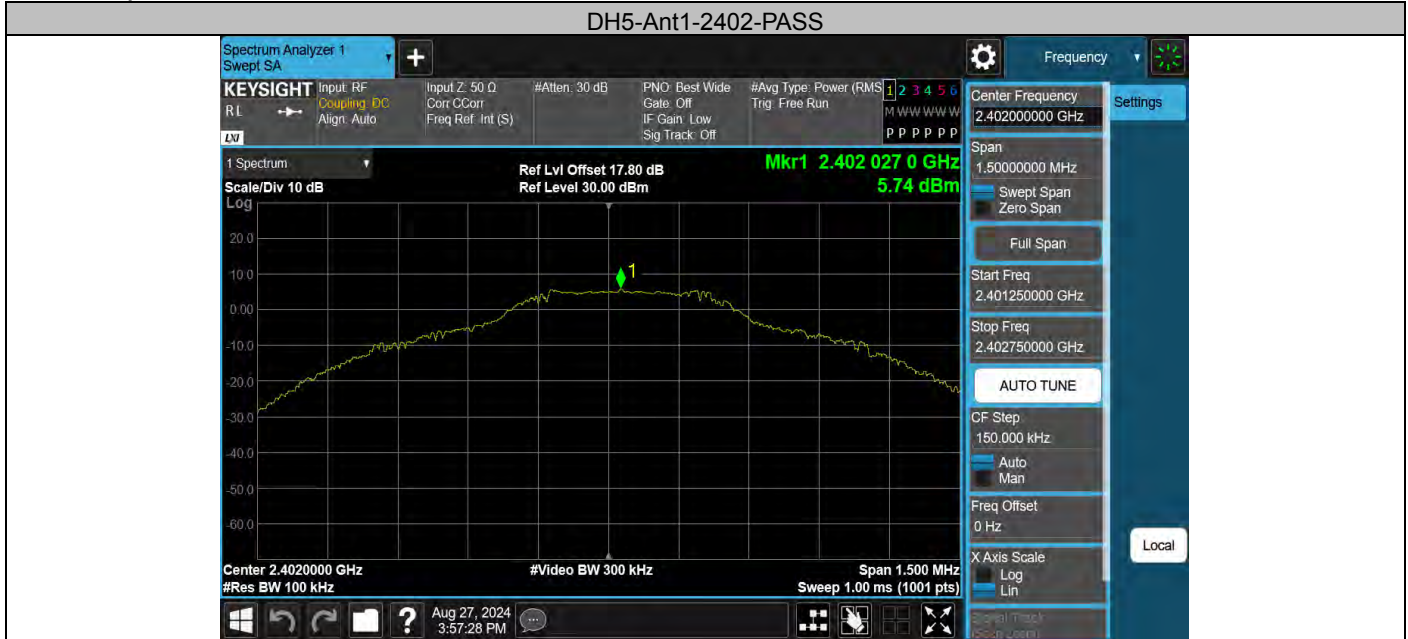 DH5-Ant1-2402-PASS
Spectrum Analyzer 1
Swept SA
+
Frequency
KEYSIGHT
Input: RF
Coupling: DC
Align: Auto
RL
LXI
Input Z: 50 Ω
Corr CCorr
Freq Ref: Int (S)
#Atten: 30 dB
PNO: Best Wide
Gate: Off
IF Gain: Low
Sig Track: Off
#Avg Type: Power (RMS
Trig: Free Run
1 2 3 4 5 6
M W W W W W
P P P P P P
Center Frequency
2.402000000 GHz
Settings
Span
1.50000000 MHz
Swept Span
Zero Span
Full Span
Start Freq
2.401250000 GHz
Stop Freq
2.402750000 GHz
AUTO TUNE
CF Step
150.000 kHz
Auto
Man
Freq Offset
0 Hz
X Axis Scale
Log
Lin
Local
1 Spectrum
Scale/Div 10 dB
Log
Ref Lvl Offset 17.80 dB
Ref Level 30.00 dBm
Mkr1 2.402 027 0 GHz
5.74 dBm
20.0
10.0
0.00
-10.0
-20.0
-30.0
-40.0
-50.0
-60.0
1
Center 2.4020000 GHz
#Res BW 100 kHz
#Video BW 300 kHz
Span 1.500 MHz
Sweep 1.00 ms (1001 pts)
?
Aug 27, 2024
3:57:28 PM